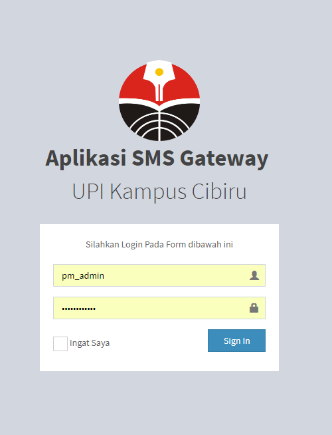 Aplikasi SMS Gateway
UPI Kampus Cibiru
Silahkan Login Pada Form dibawah ini
pm_admin
••••••••••••
Ingat Saya
Sign In